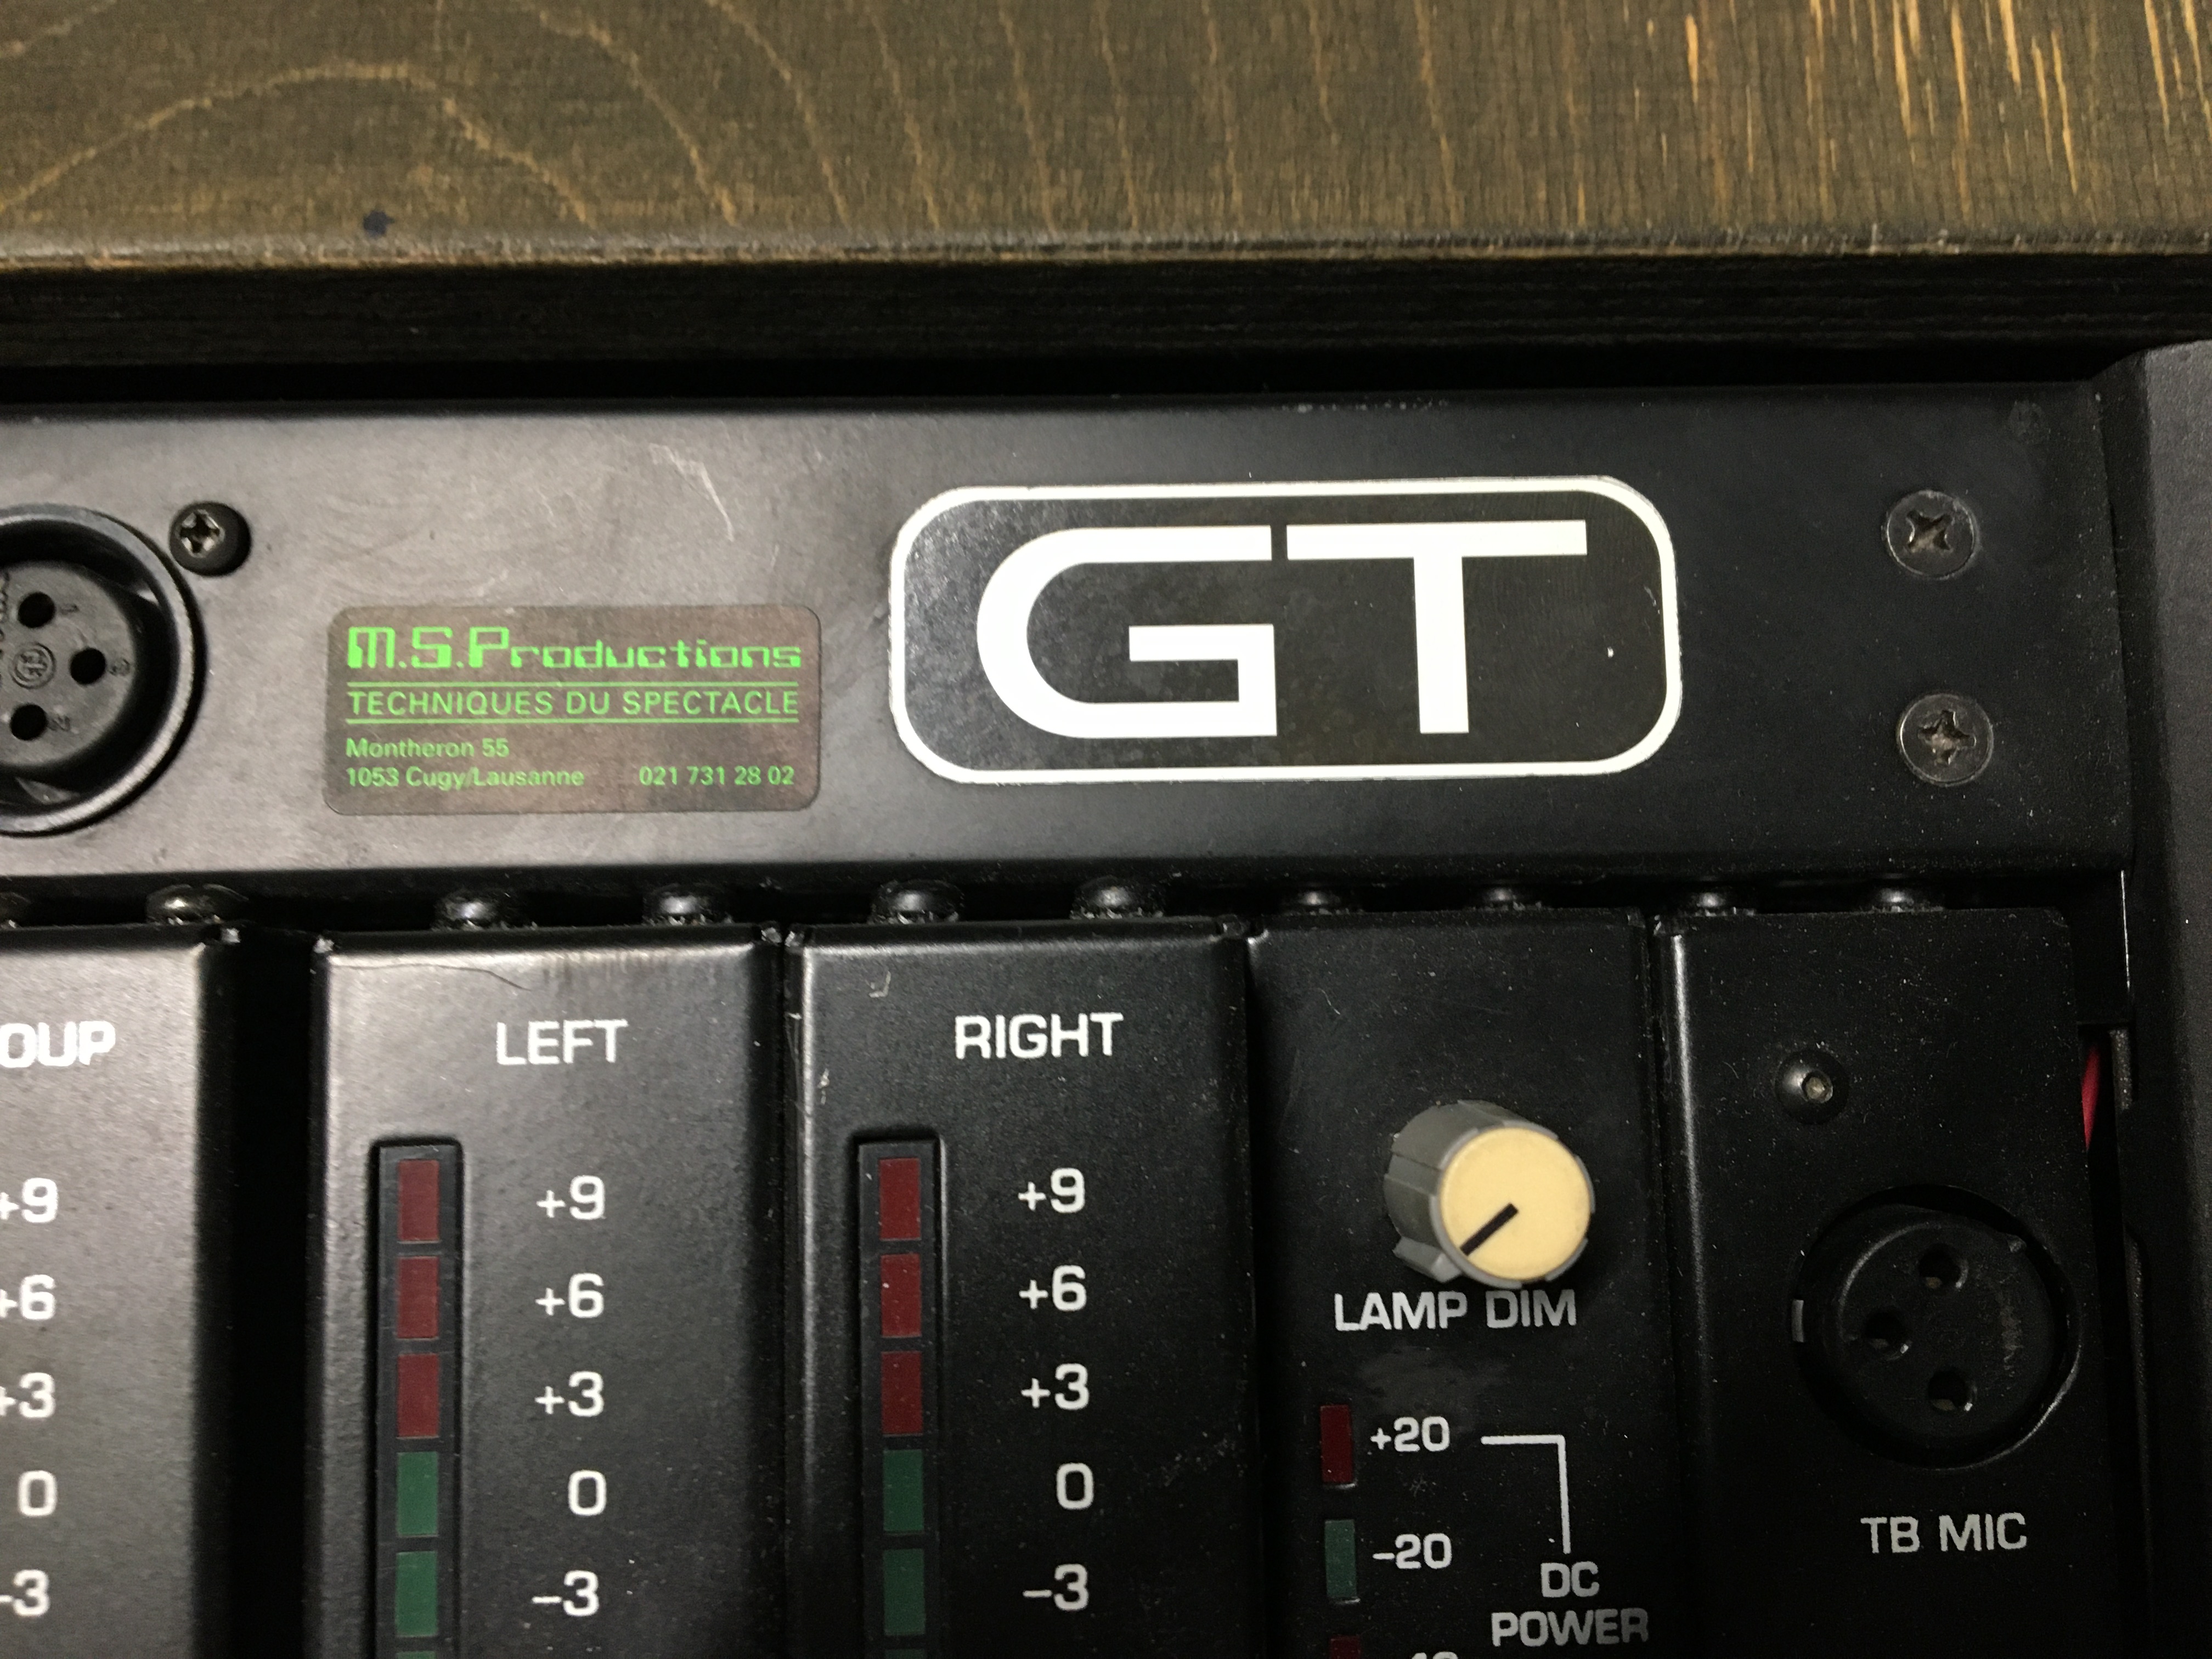 GT
M.S.Productions
TECHNIQUES DU SPECTACLE
Montheron 55
1053 Cugy/Lausanne 021 731 28 02
LEFT
RIGHT
+9
+6
+3
0
-3
+9
+6
+3
0
-3
+9
+6
+3
0
-3
LAMP DIM
+20
-20
DC
POWER
TB MIC